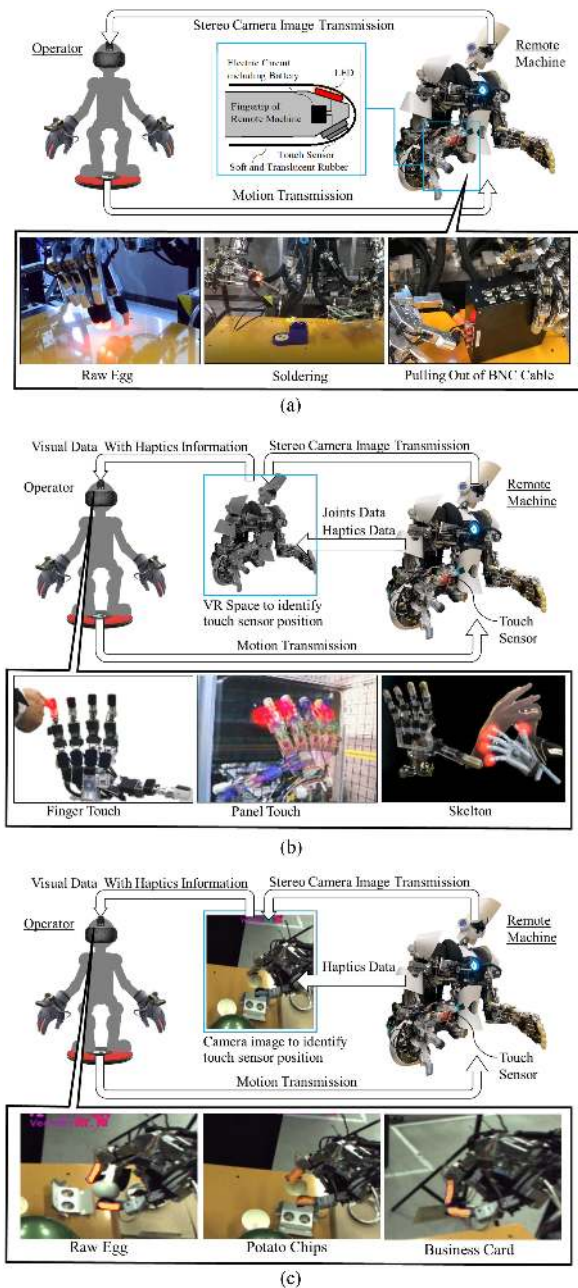 Stereo Camera Image Transmission
Operator
Remote
Machine
Electric Circuit
including Battery
LED
Fingertip of
Remote Machine
Touch Sensor
Soft and Translucent Rubber
Motion Transmission
Raw Egg
Soldering
Pulling Out of BNC Cable
(a)
Visual Data With Haptics Information
Stereo Camera Image Transmission
Operator
Remote
Machine
Joints Data
Haptics Data
VR Space to identify
touch sensor position
Touch
Sensor
Motion Transmission
Finger Touch
Panel Touch
Skelton
(b)
Visual Data With Haptics Information
Stereo Camera Image Transmission
Operator
Remote
Machine
Haptics Data
Camera image to identify
touch sensor position
Touch
Sensor
Motion Transmission
Raw Egg
Potato Chips
Business Card
(c)